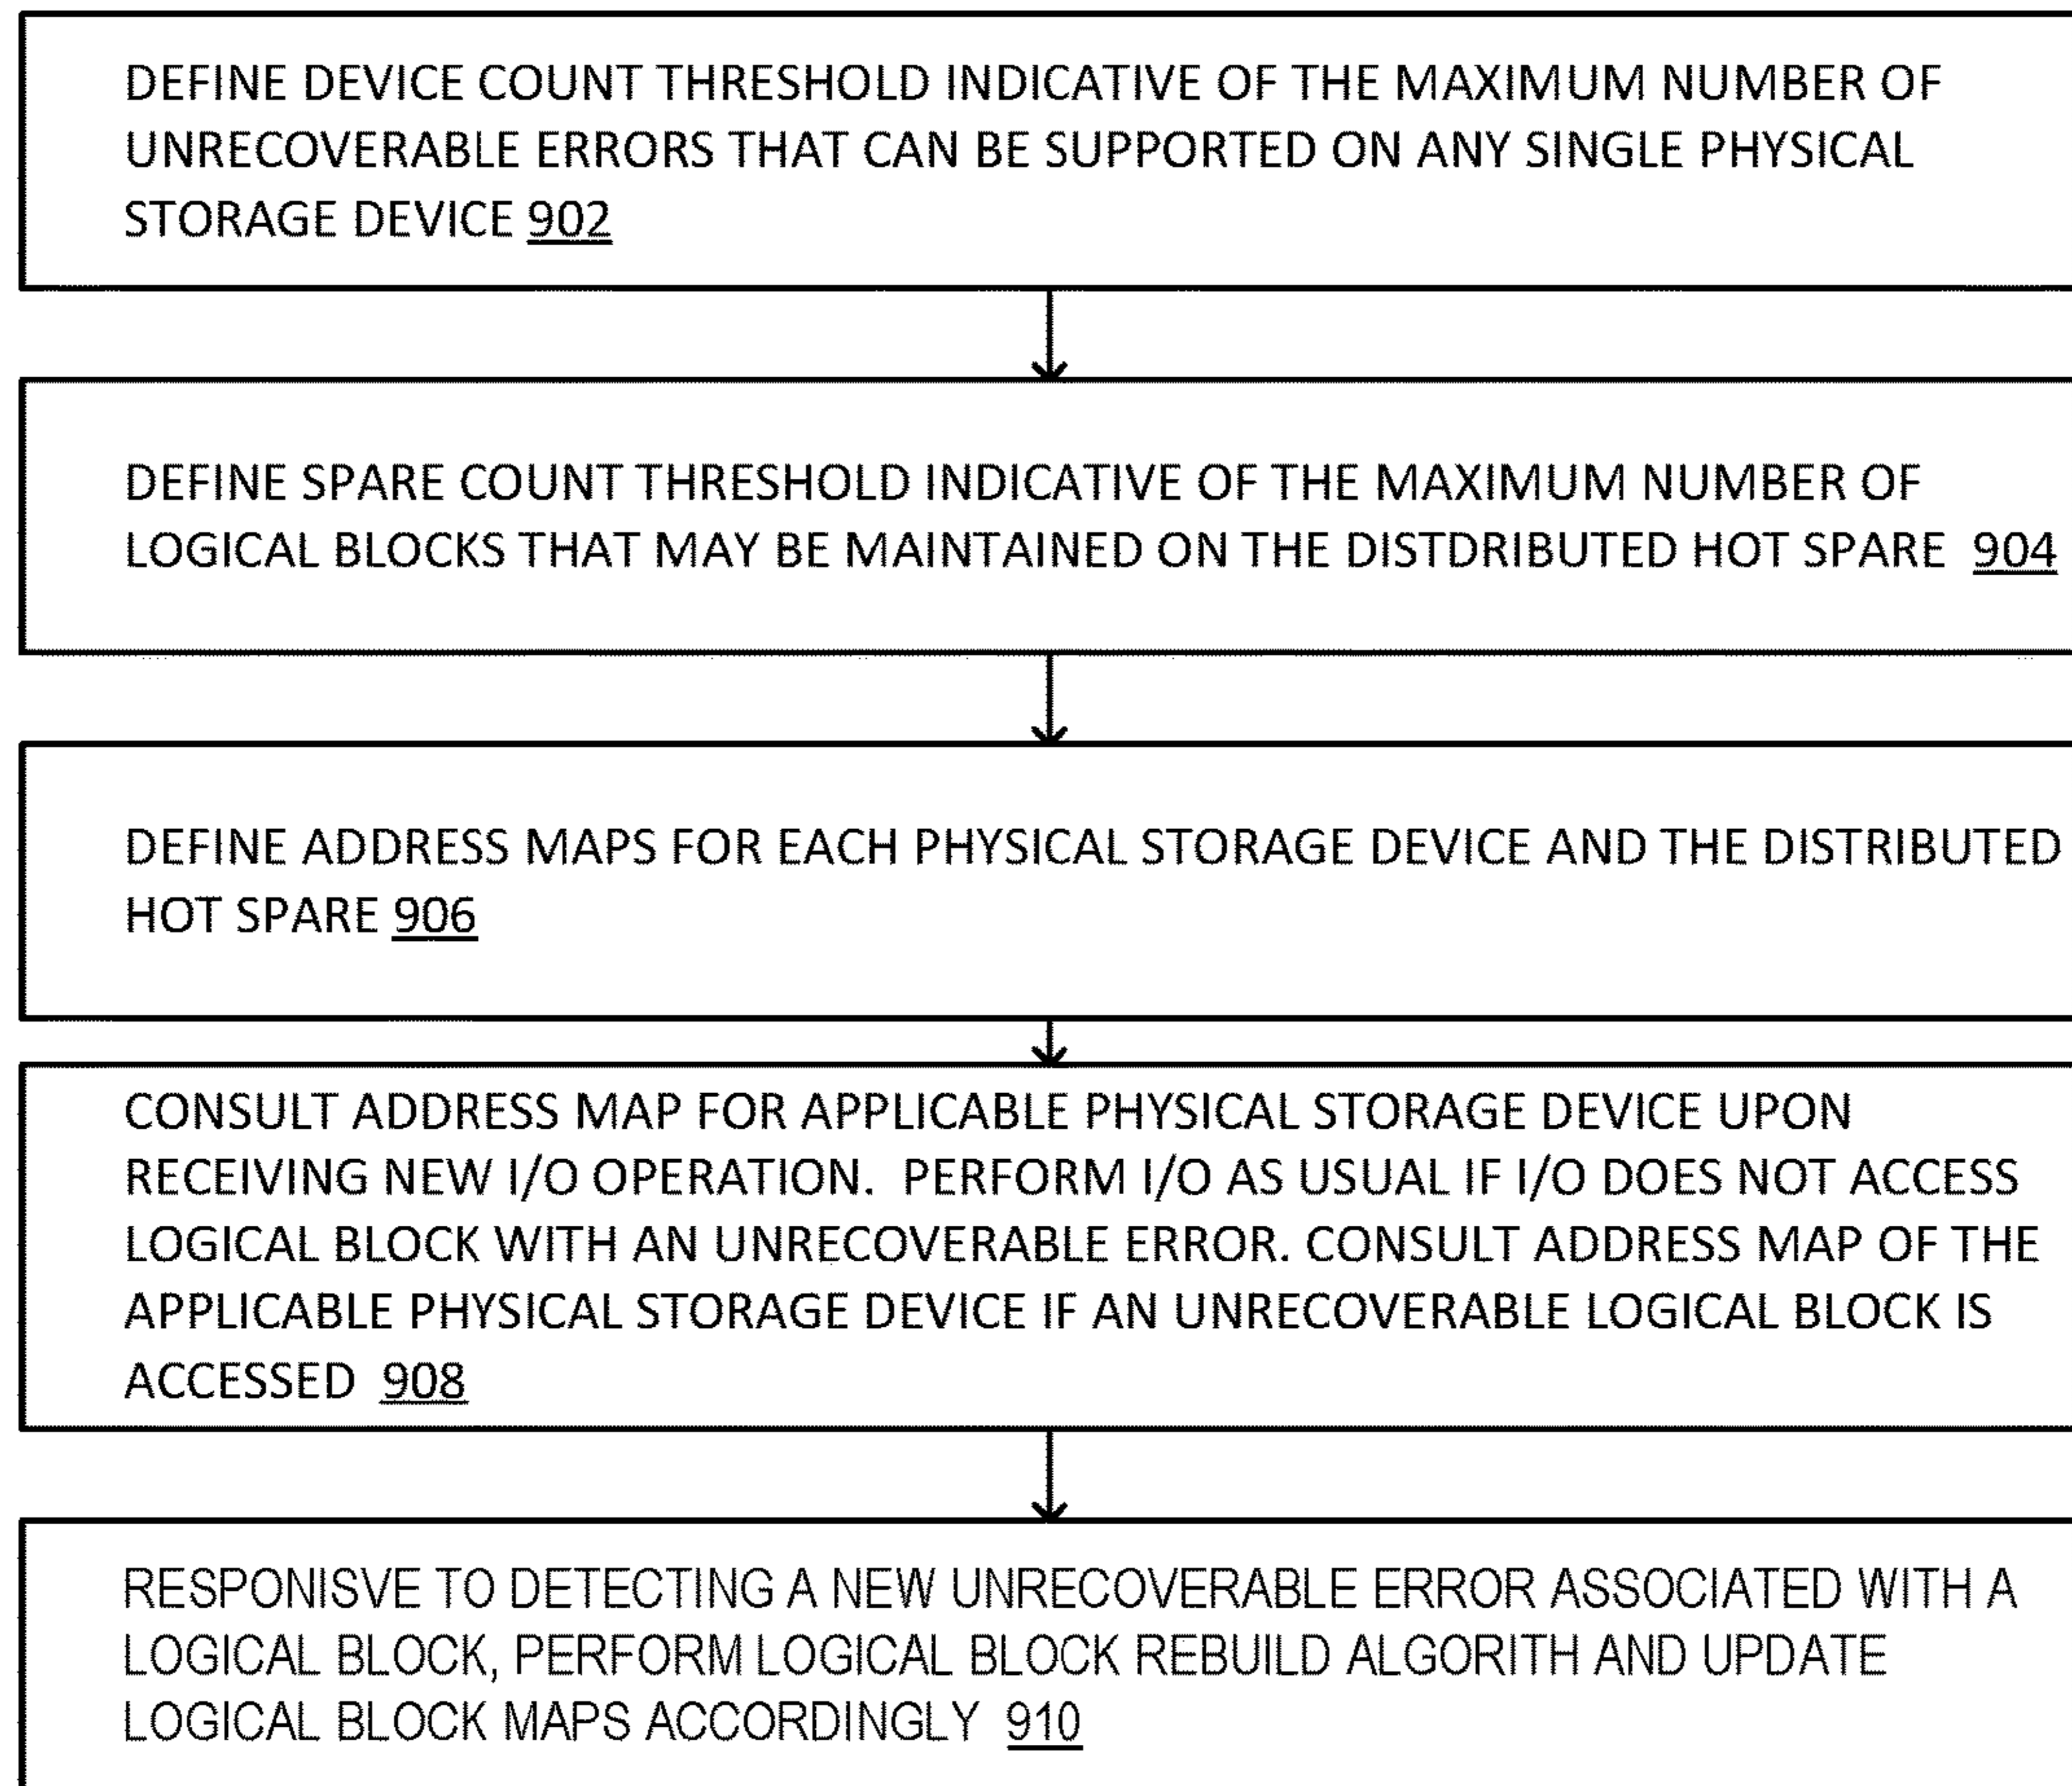 DEFINE DEVICE COUNT THRESHOLD INDICATIVE OF THE MAXIMUM NUMBER OF
UNRECOVERABLE ERRORS THAT CAN BE SUPPORTED ON ANY SINGLE PHYSICAL
STORAGE DEVICE 902
DEFINE SPARE COUNT THRESHOLD INDICATIVE OF THE MAXIMUM NUMBER OF
LOGICAL BLOCKS THAT MAY BE MAINTAINED ON THE DISTDRIBUTED HOT SPARE 904
DEFINE ADDRESS MAPS FOR EACH PHYSICAL STORAGE DEVICE AND THE DISTRIBUTED
HOT SPARE 906
CONSULT ADDRESS MAP FOR APPLICABLE PHYSICAL STORAGE DEVICE UPON
RECEIVING NEW I/O OPERATION. PERFORM I/O AS USUAL IF I/O DOES NOT ACCESS
LOGICAL BLOCK WITH AN UNRECOVERABLE ERROR. CONSULT ADDRESS MAP OF THE
APPLICABLE PHYSICAL STORAGE DEVICE IF AN UNRECOVERABLE LOGICAL BLOCK IS
ACCESSED 908
RESPONISVE TO DETECTING A NEW UNRECOVERABLE ERROR ASSOCIATED WITH A
LOGICAL BLOCK, PERFORM LOGICAL BLOCK REBUILD ALGORITH AND UPDATE
LOGICAL BLOCK MAPS ACCORDINGLY 910